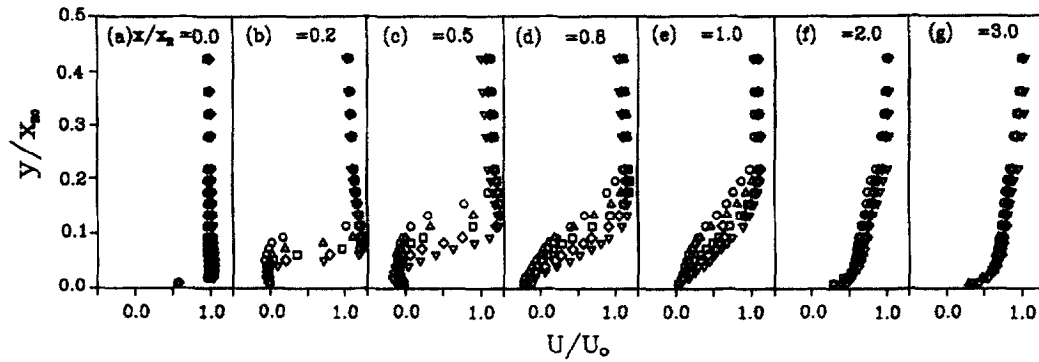 0.5
0.4
0.3
0.2
0.1
0.0
y/x_R0
(a)x/x_R =0.0
(b) =0.2
(c) =0.5
(d) =0.8
(e) =1.0
(f) =2.0
(g) =3.0
0.0 1.0 0.0 1.0 0.0 1.0 0.0 1.0 0.0 1.0 0.0 1.0 0.0 1.0
U/U_o